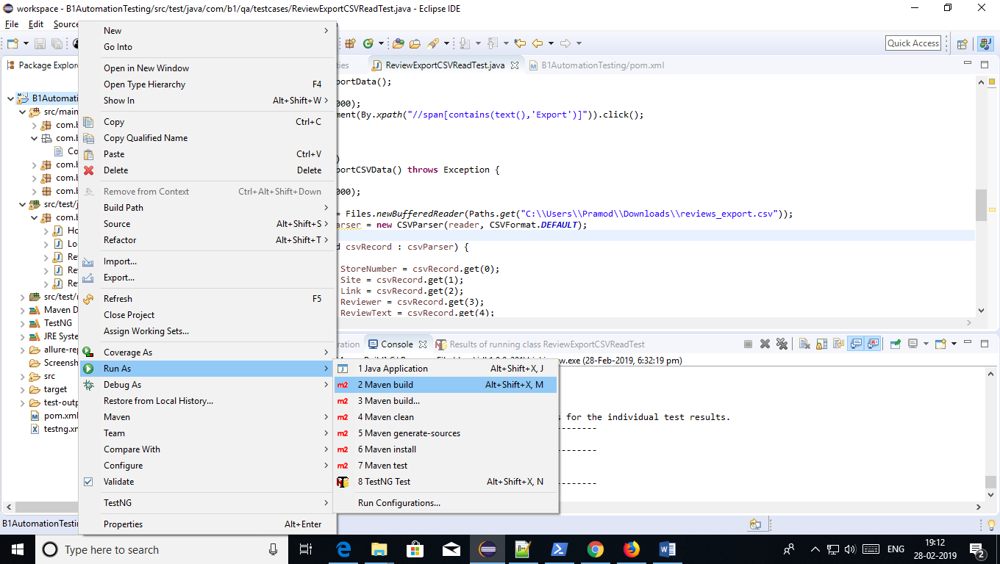 workspace - B1AutomationTesting/src/test/java/com/b1/qa/testcases/ReviewExportCSVReadTest.java - Eclipse IDE
File Edit Source
Quick Access
Package Explore
ReviewExportCSVReadTest.java
B1AutomationTesting/pom.xml
B1Automati
src/main
com.b
com.b
Co
com.b
com.b
com.b
src/test/j
com.b
Ho
Lo
Re
Re
Re
src/test/r
Maven D
TestNG
JRE Syste
allure-rep
Screensh
src
target
test-outp
pom.xml
testng.xm
New
Go Into
Open in New Window
Open Type Hierarchy F4
Show In Alt+Shift+W
Copy Ctrl+C
Copy Qualified Name
Paste Ctrl+V
Delete Delete
Remove from Context Ctrl+Alt+Shift+Down
Build Path
Source Alt+Shift+S
Refactor Alt+Shift+T
Import...
Export...
Refresh F5
Close Project
Assign Working Sets...
Coverage As
Run As
Debug As
Restore from Local History...
Maven
Team
Compare With
Configure
Validate
TestNG
Properties Alt+Enter
portData();
000);
ment(By.xpath("//span[contains(text(),'Export')]")).click();
)
portCSVData() throws Exception {
000);
= Files.newBufferedReader(Paths.get("C:\\Users\\Pramod\\Downloads\\reviews_export.csv"));
arser = new CSVParser(reader, CSVFormat.DEFAULT);
d csvRecord : csvParser) {
StoreNumber = csvRecord.get(0);
Site = csvRecord.get(1);
Link = csvRecord.get(2);
Reviewer = csvRecord.get(3);
ReviewText = csvRecord.get(4);
ration
Console
Results of running class ReviewExportCSVReadTest
w.exe (28-Feb-2019, 6:32:19 pm)
1 Java Application Alt+Shift+X, J
2 Maven build Alt+Shift+X, M
3 Maven build...
4 Maven clean
5 Maven generate-sources
6 Maven install
7 Maven test
8 TestNG Test Alt+Shift+X, N
Run Configurations...
s for the individual test results.
--------
--------
--------
B1AutomationTestin
Type here to search
ENG
19:12
28-02-2019
2